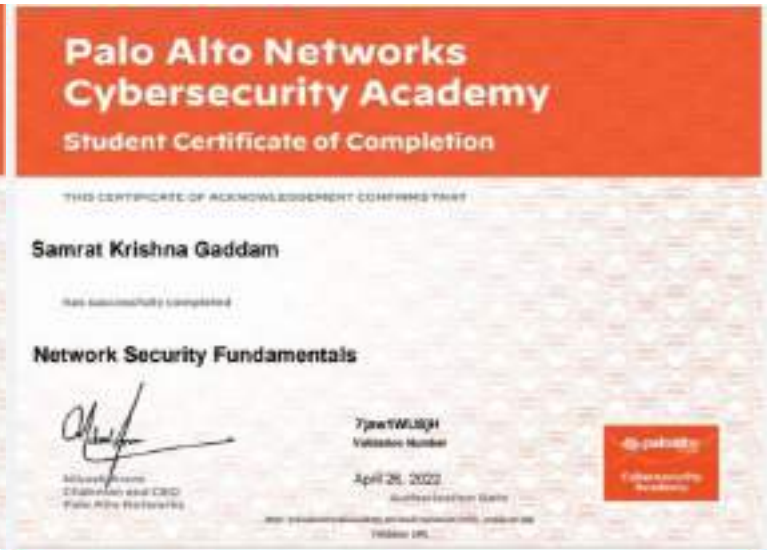 Palo Alto Networks
Cybersecurity Academy
Student Certificate of Completion
THIS CERTIFICATE OF ACKNOWLEDGEMENT CONFIRMS THAT
Samrat Krishna Gaddam
has successfully completed
Network Security Fundamentals
Validation Number
April 26, 2022
Authorization Date
Chairman and CEO
Palo Alto Networks
paloalto
Cybersecurity
Academy